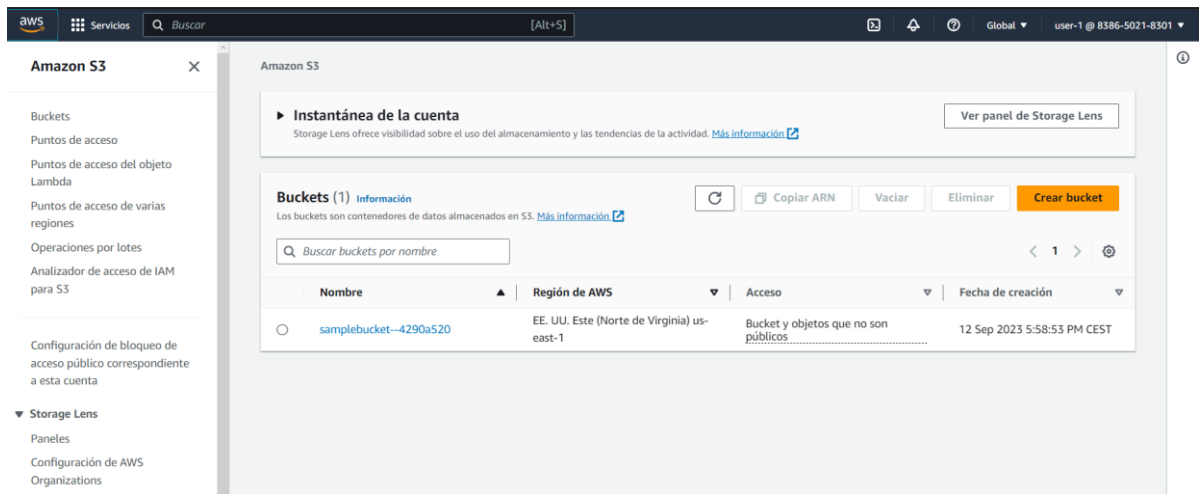 aws Servicios Buscar [Alt+S] Global user-1 @ 8386-5021-8301
Amazon S3
Buckets
Puntos de acceso
Puntos de acceso del objeto
Lambda
Puntos de acceso de varias
regiones
Operaciones por lotes
Analizador de acceso de IAM
para S3
Configuración de bloqueo de
acceso público correspondiente
a esta cuenta
Storage Lens
Paneles
Configuración de AWS
Organizations
Amazon S3
Instantánea de la cuenta
Storage Lens ofrece visibilidad sobre el uso del almacenamiento y las tendencias de la actividad. Más información
Ver panel de Storage Lens
Buckets (1) Información
Los buckets son contenedores de datos almacenados en S3. Más información
Copiar ARN Vaciar Eliminar Crear bucket
Buscar buckets por nombre
1
Nombre Región de AWS Acceso Fecha de creación
samplebucket--4290a520
EE. UU. Este (Norte de Virginia) us-
east-1
Bucket y objetos que no son
públicos
12 Sep 2023 5:58:53 PM CEST